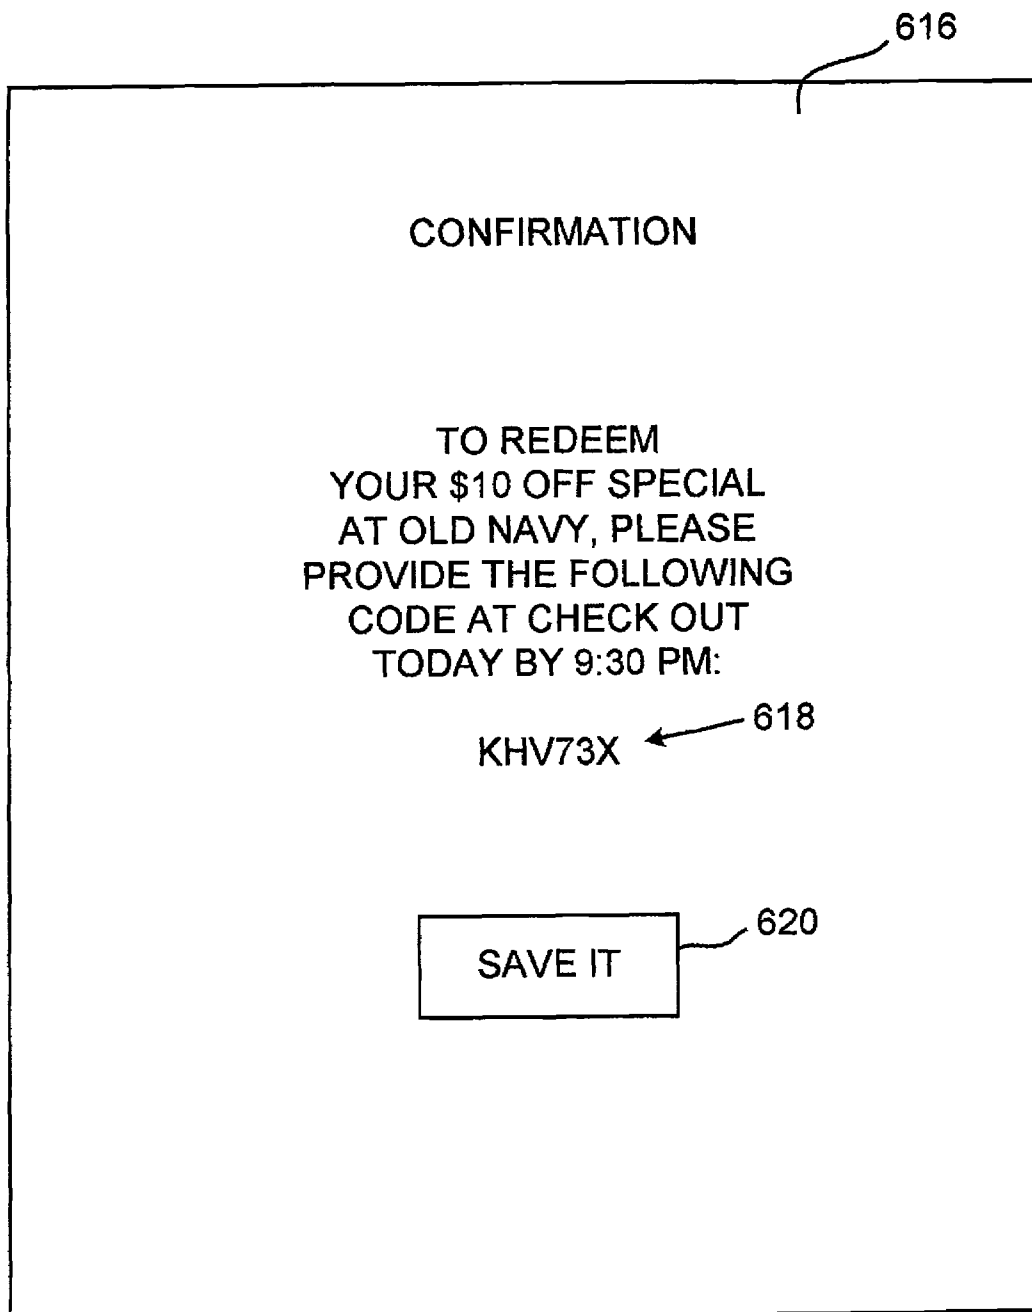 616
CONFIRMATION
TO REDEEM
YOUR $10 OFF SPECIAL
AT OLD NAVY, PLEASE
PROVIDE THE FOLLOWING
CODE AT CHECK OUT
TODAY BY 9:30 PM:
KHV73X
618
SAVE IT
620